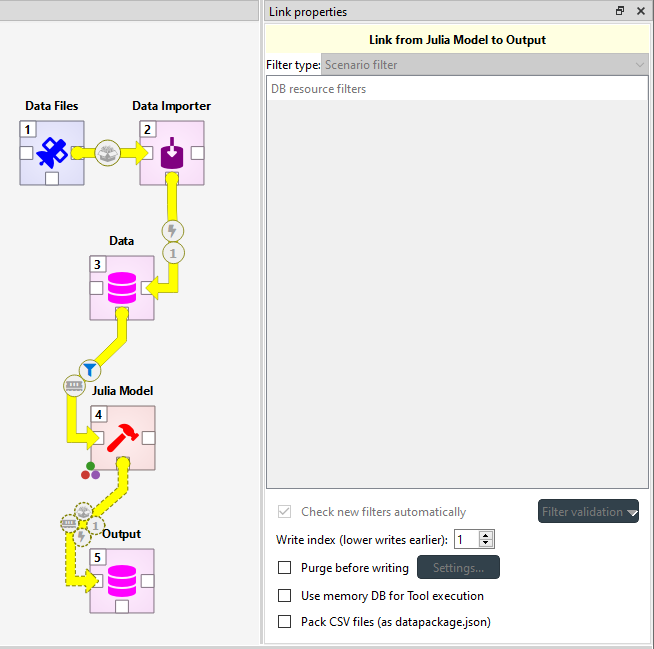 Link properties
Link from Julia Model to Output
Filter type: Scenario filter
DB resource filters
Data Files
1
Data Importer
2
1
Data
3
Julia Model
4
1
Output
5
Check new filters automatically
Filter validation
Write index (lower writes earlier): 1
Purge before writing
Settings...
Use memory DB for Tool execution
Pack CSV files (as datapackage.json)